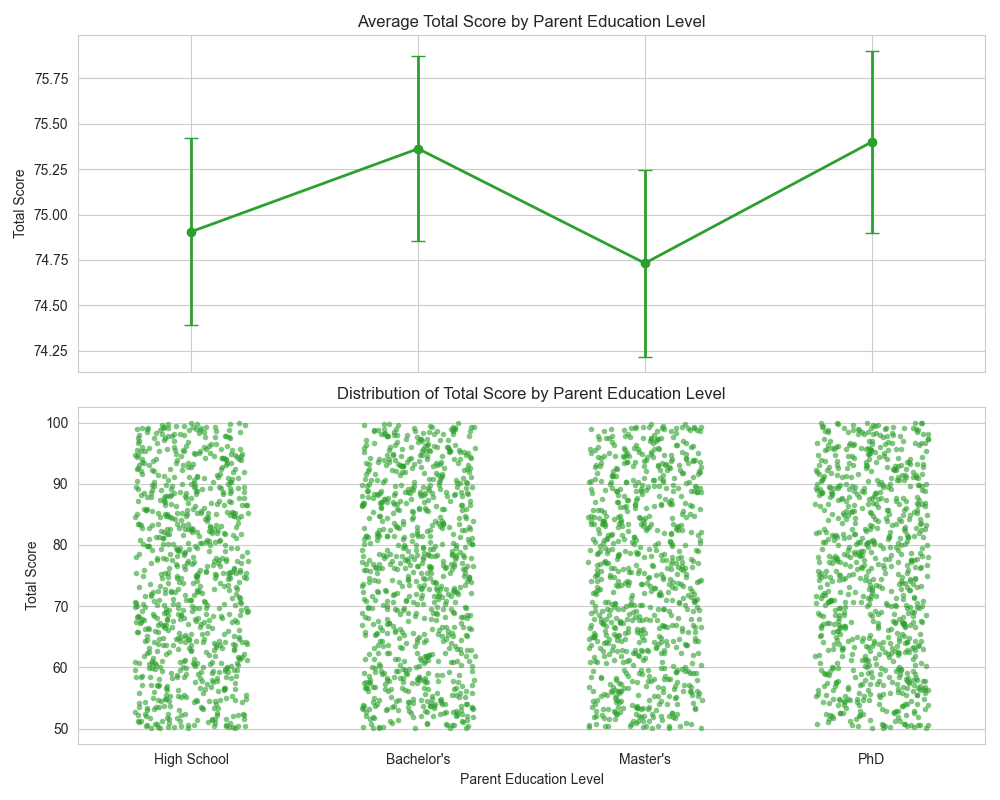 Average Total Score by Parent Education Level
Total Score
75.75
75.50
75.25
75.00
74.75
74.50
74.25
Distribution of Total Score by Parent Education Level
Total Score
100
90
80
70
60
50
High School Bachelor's Master's PhD
Parent Education Level